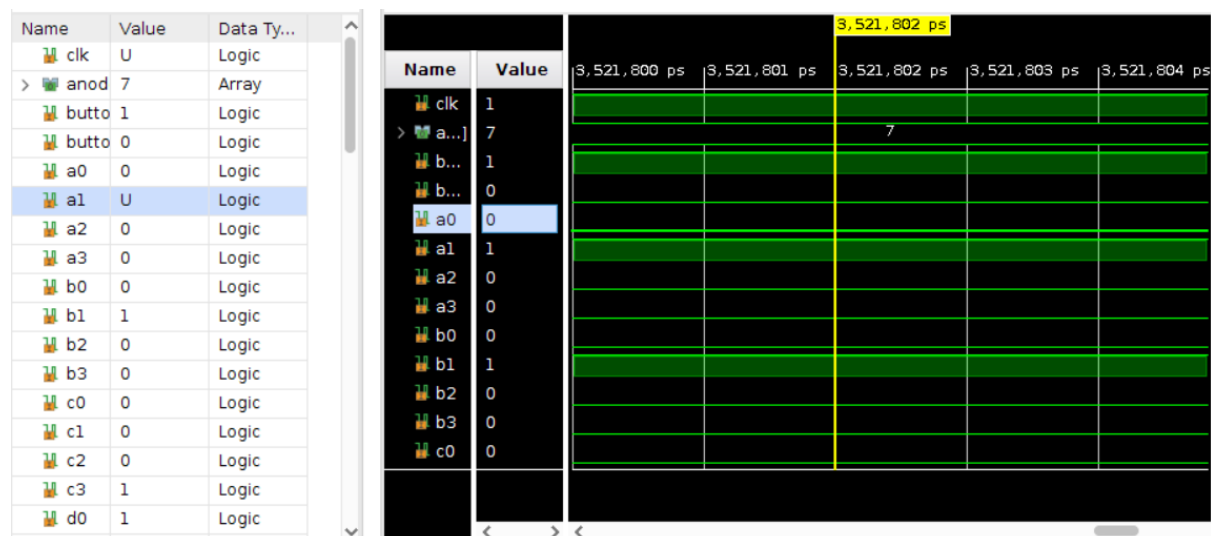 Name Value Data Ty...
clk U Logic
> anod 7 Array
butto 1 Logic
butto 0 Logic
a0 0 Logic
a1 U Logic
a2 0 Logic
a3 0 Logic
b0 0 Logic
b1 1 Logic
b2 0 Logic
b3 0 Logic
c0 0 Logic
c1 0 Logic
c2 0 Logic
c3 1 Logic
d0 1 Logic
3,521,802 ps
Name Value 3,521,800 ps 3,521,801 ps 3,521,802 ps 3,521,803 ps 3,521,804 ps
clk 1
> a...] 7 7
b... 1
b... 0
a0 0
a1 1
a2 0
a3 0
b0 0
b1 1
b2 0
b3 0
c0 0